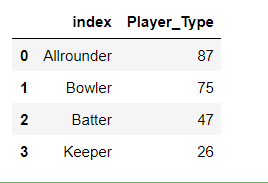 index Player_Type
0 Allrounder 87
1 Bowler 75
2 Batter 47
3 Keeper 26